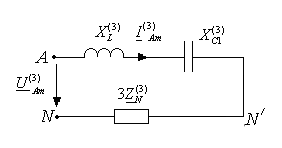 X_L^(3) I_Am^(3) X_C1^(3)
A
U_Am^(3)
3Z_N^(3)
N N′